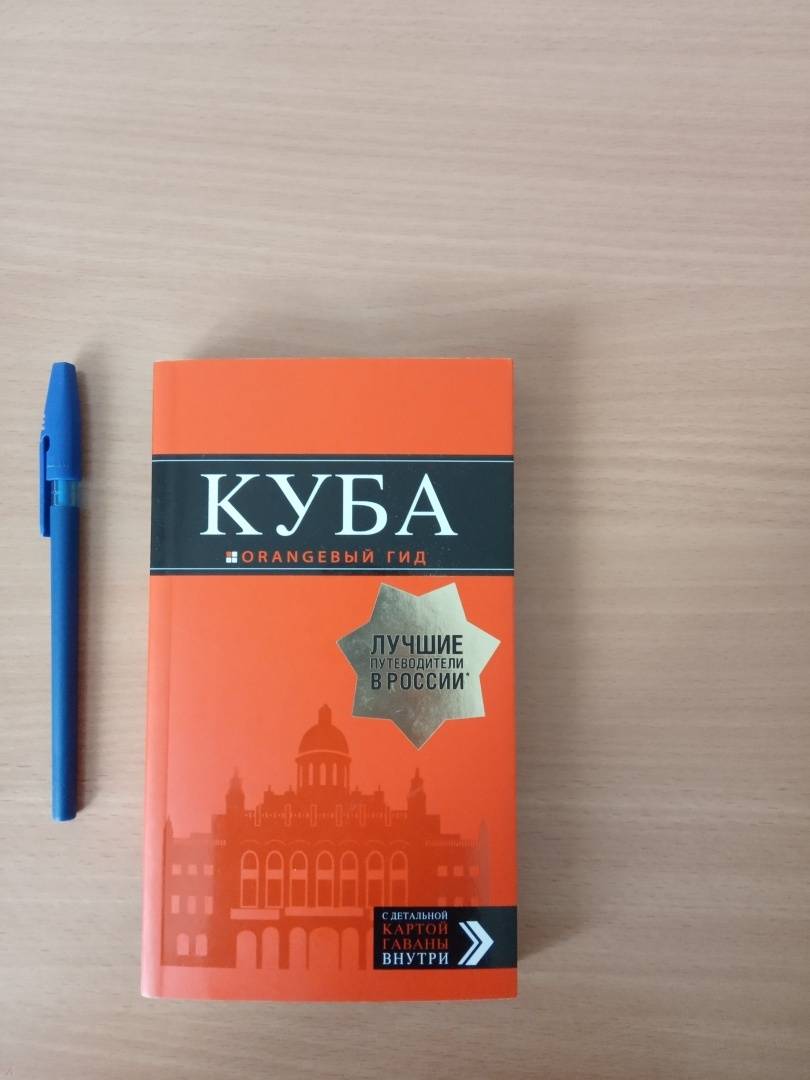 КУБА
ORANGEВЫЙ ГИД
ЛУЧШИЕ
ПУТЕВОДИТЕЛИ
В РОССИИ*
С ДЕТАЛЬНОЙ
КАРТОЙ
ГАВАНЫ
ВНУТРИ